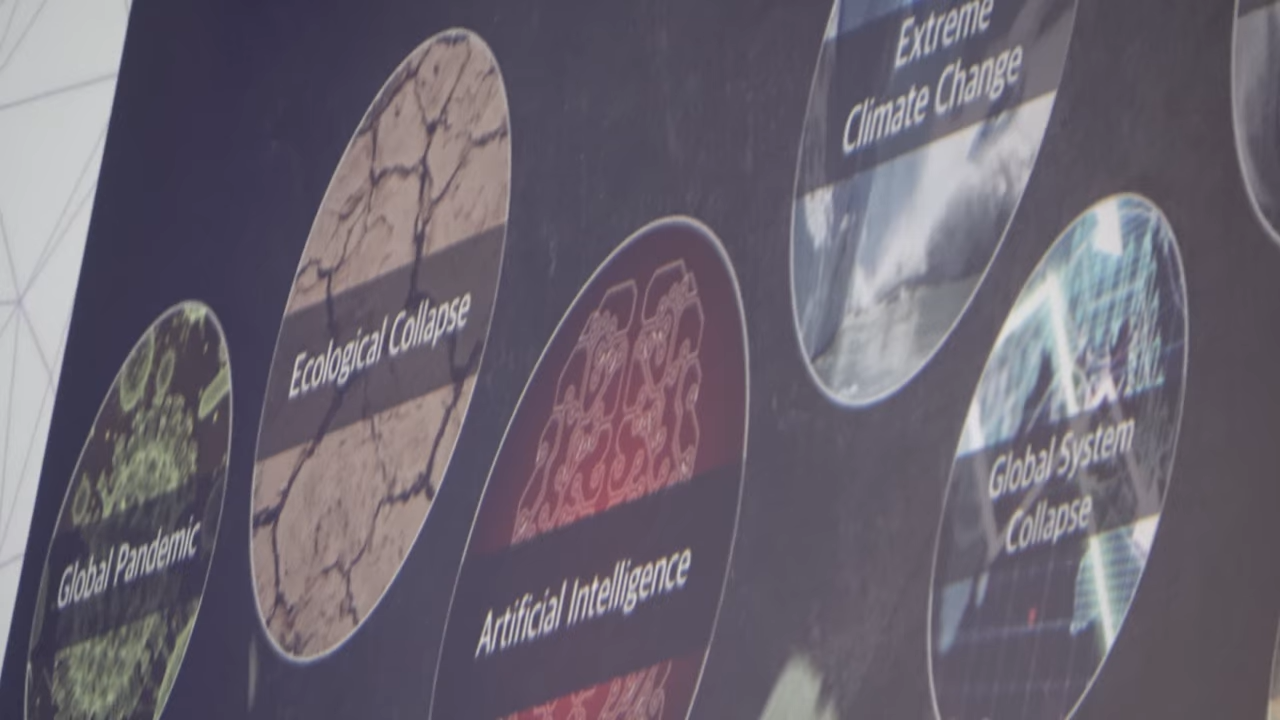 Extreme
Climate Change
Ecological Collapse
Global System
Collapse
Global Pandemic
Artificial Intelligence